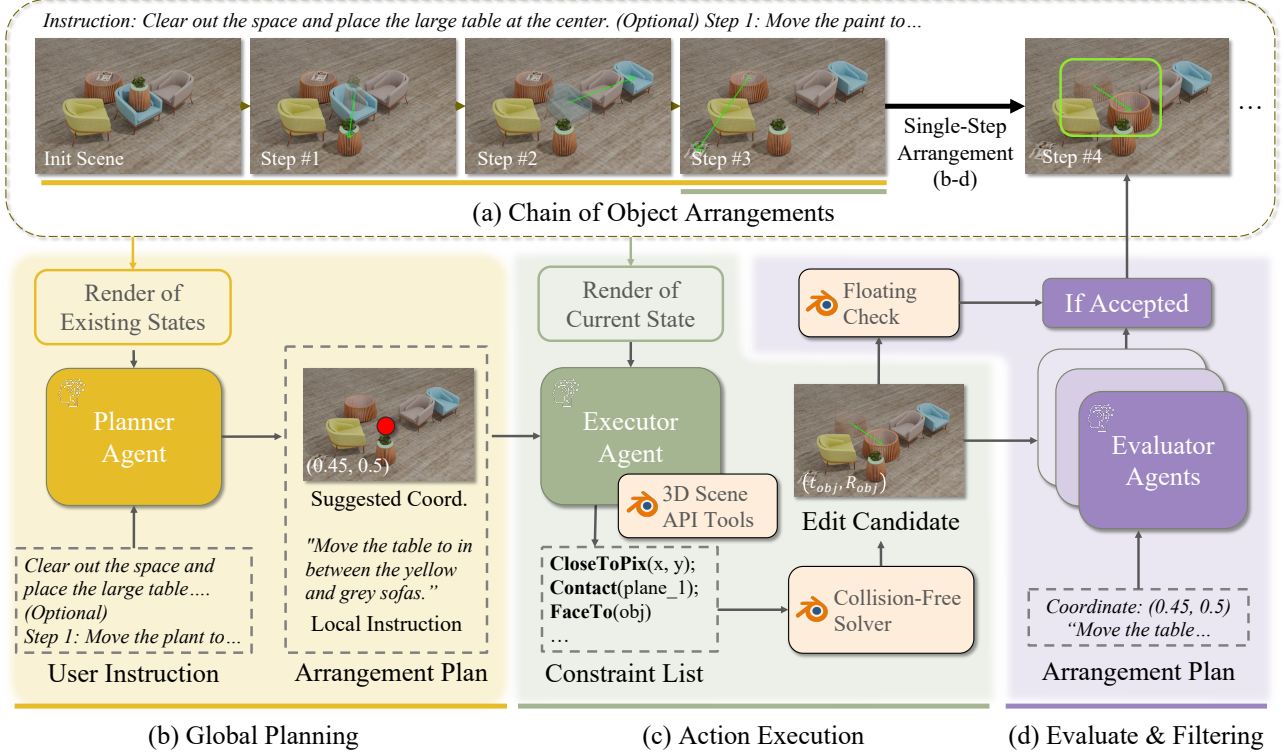 Instruction: Clear out the space and place the large table at the center. (Optional) Step 1: Move the paint to…
Init Scene
Step #1
Step #2
Step #3
Single-Step
Arrangement
(b-d)
Step #4
…
(a) Chain of Object Arrangements
Render of
Existing States
Planner
Agent
Clear out the space and
place the large table….
(Optional)
Step 1: Move the plant to…
User Instruction
(0.45, 0.5)
Suggested Coord.
"Move the table to in
between the yellow
and grey sofas.”
Local Instruction
Arrangement Plan
(b) Global Planning
Render of
Current State
Executor
Agent
3D Scene
API Tools
CloseToPix(x, y);
Contact(plane_1);
FaceTo(obj)
…
Constraint List
Collision-Free
Solver
(t_obj, R_obj)
Edit Candidate
Floating
Check
(c) Action Execution
If Accepted
Evaluator
Agents
Coordinate: (0.45, 0.5)
“Move the table…
Arrangement Plan
(d) Evaluate & Filtering